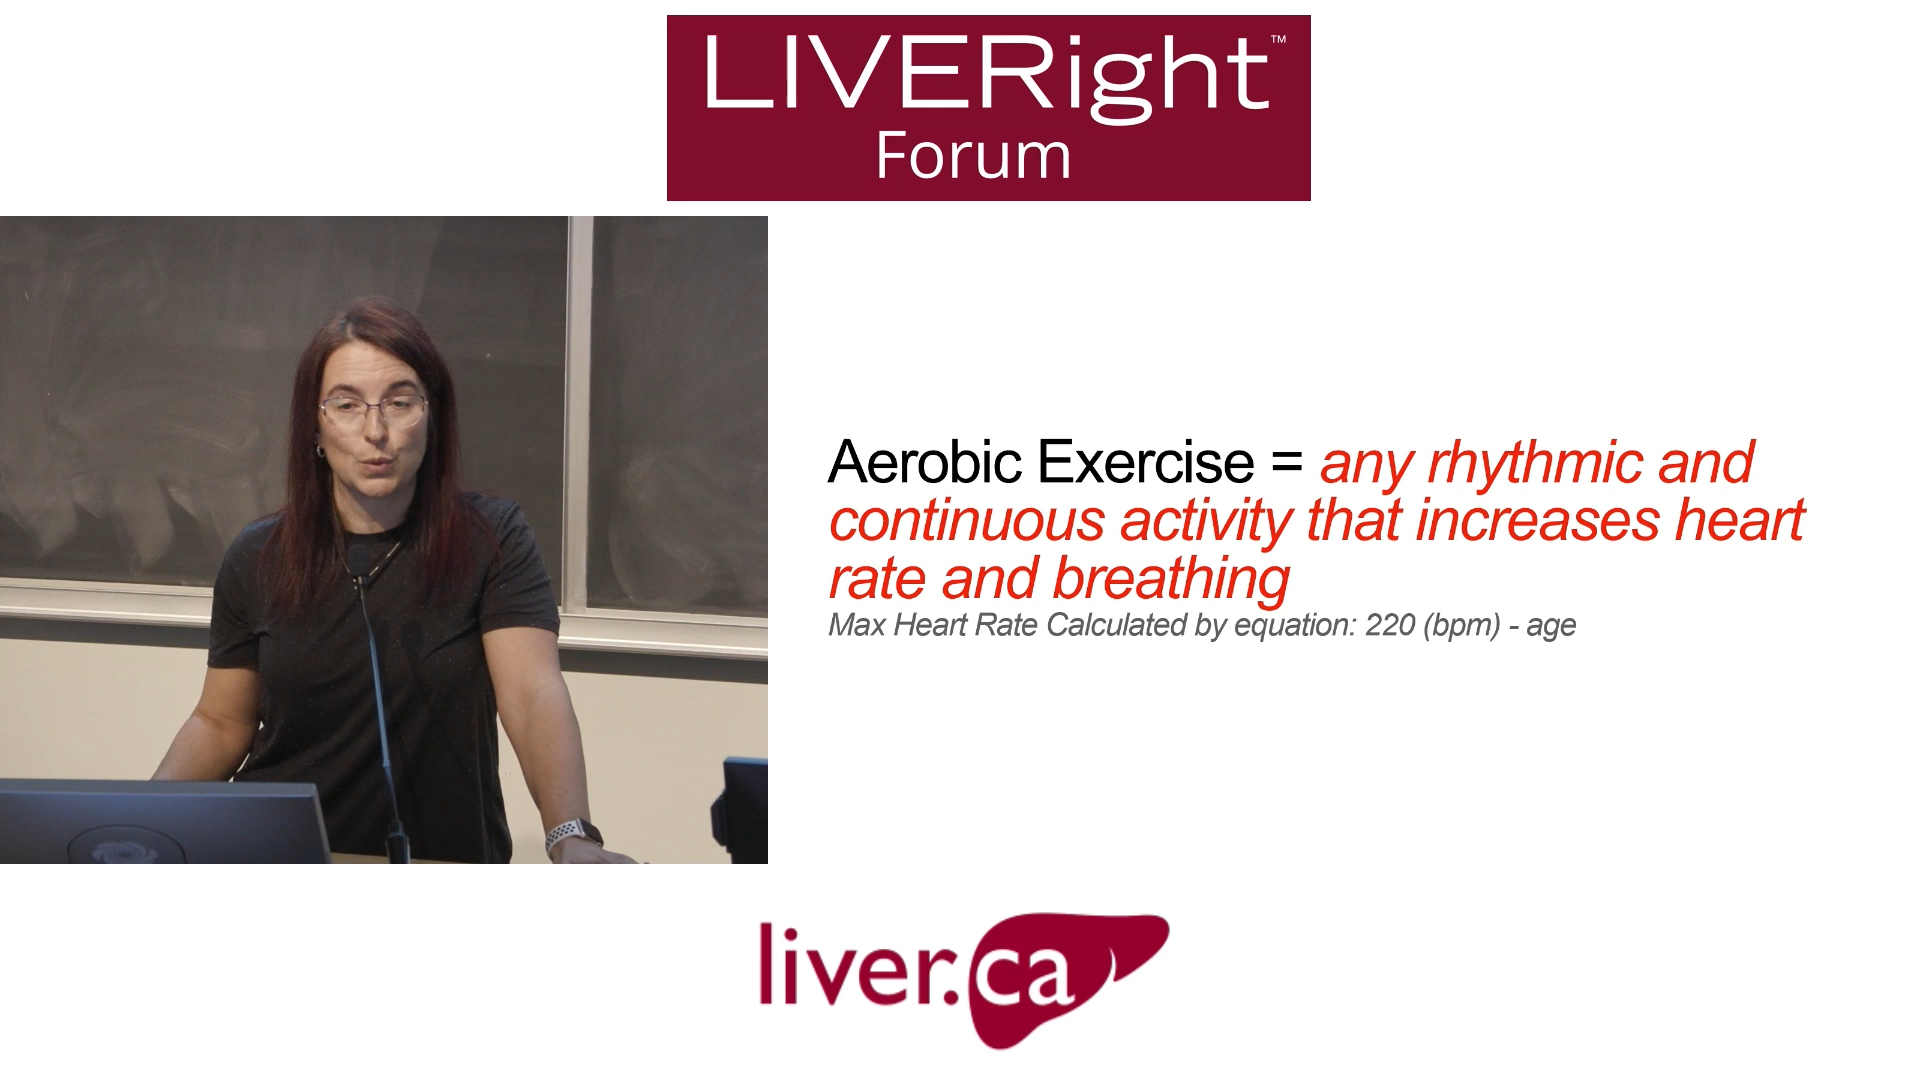 LIVERight™
Forum
Aerobic Exercise = any rhythmic and
continuous activity that increases heart
rate and breathing
Max Heart Rate Calculated by equation: 220 (bpm) - age
liver.ca